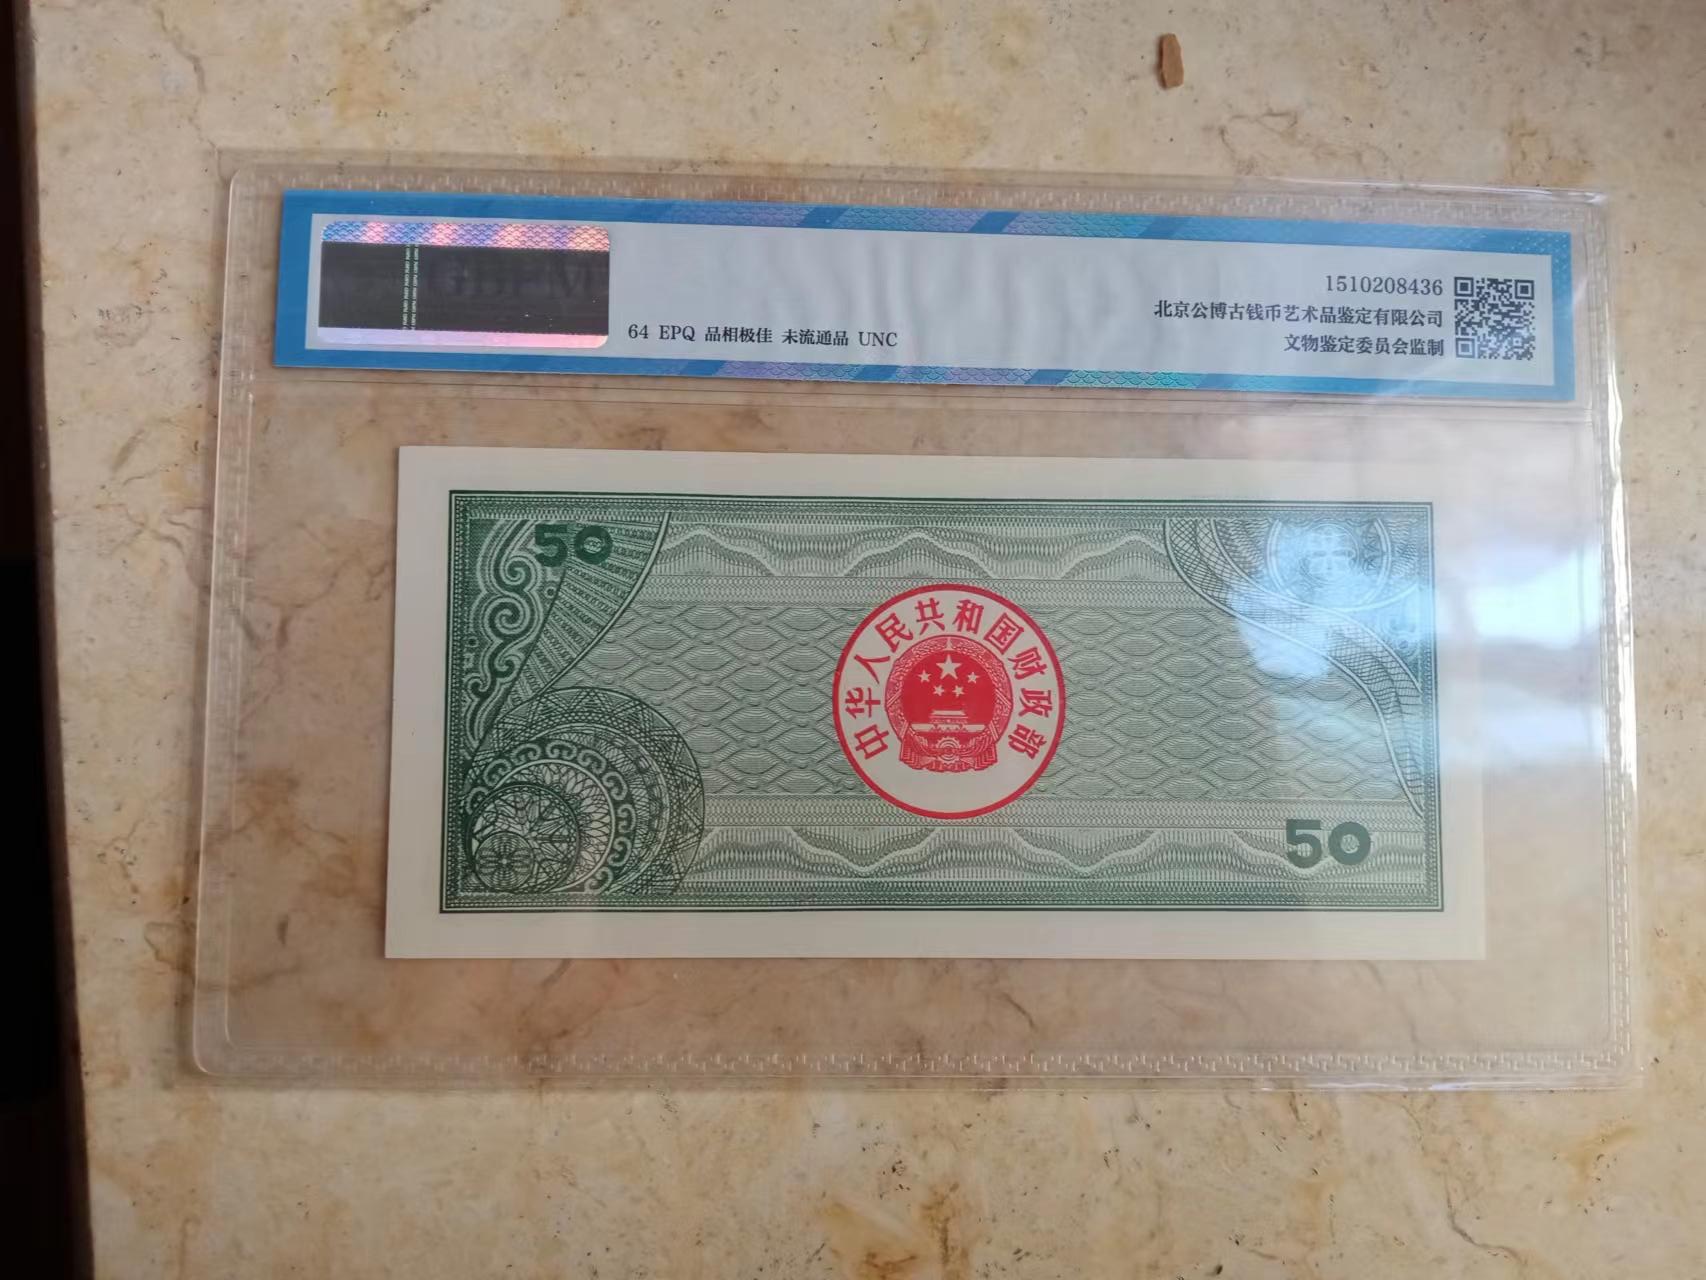 1510208436
北京公博古钱币艺术品鉴定有限公司
64 EPQ 品相极佳 未流通品 UNC
文物鉴定委员会监制
50
中华人民共和国财政部
50